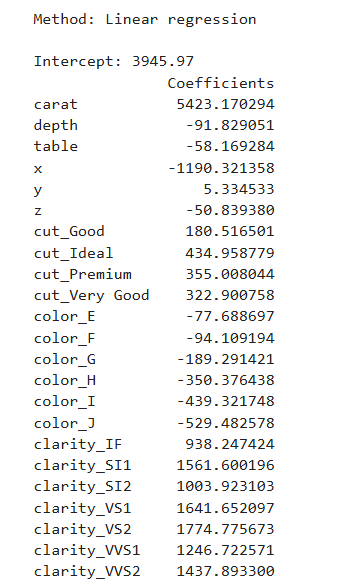 Method: Linear regression
Intercept: 3945.97
Coefficients
carat 5423.170294
depth -91.829051
table -58.169284
x -1190.321358
y 5.334533
z -50.839380
cut_Good 180.516501
cut_Ideal 434.958779
cut_Premium 355.008044
cut_Very Good 322.900758
color_E -77.688697
color_F -94.109194
color_G -189.291421
color_H -350.376438
color_I -439.321748
color_J -529.482578
clarity_IF 938.247424
clarity_SI1 1561.600196
clarity_SI2 1003.923103
clarity_VS1 1641.652097
clarity_VS2 1774.775673
clarity_VVS1 1246.722571
clarity_VVS2 1437.893300